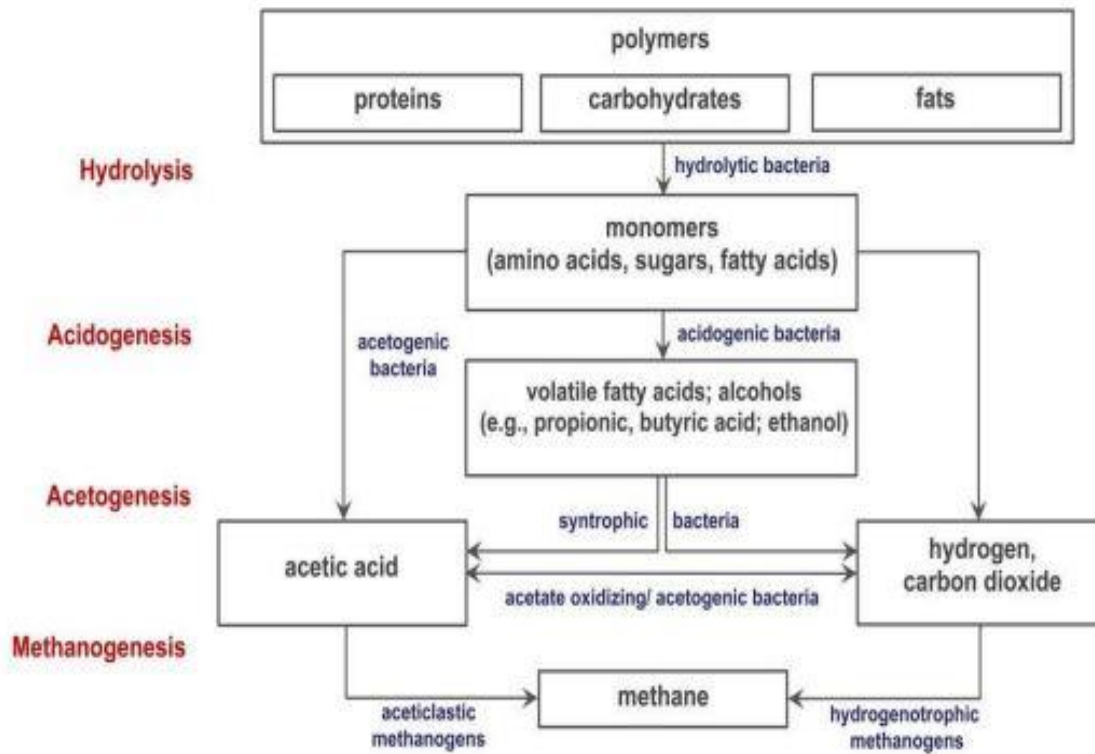 polymers
proteins
carbohydrates
fats
Hydrolysis
hydrolytic bacteria
monomers
(amino acids, sugars, fatty acids)
Acidogenesis
acetogenic
bacteria
acidogenic bacteria
volatile fatty acids; alcohols
(e.g., propionic, butyric acid; ethanol)
Acetogenesis
syntrophic
bacteria
acetic acid
hydrogen,
carbon dioxide
acetate oxidizing/ acetogenic bacteria
Methanogenesis
methane
aceticlastic
methanogens
hydrogenotrophic
methanogens